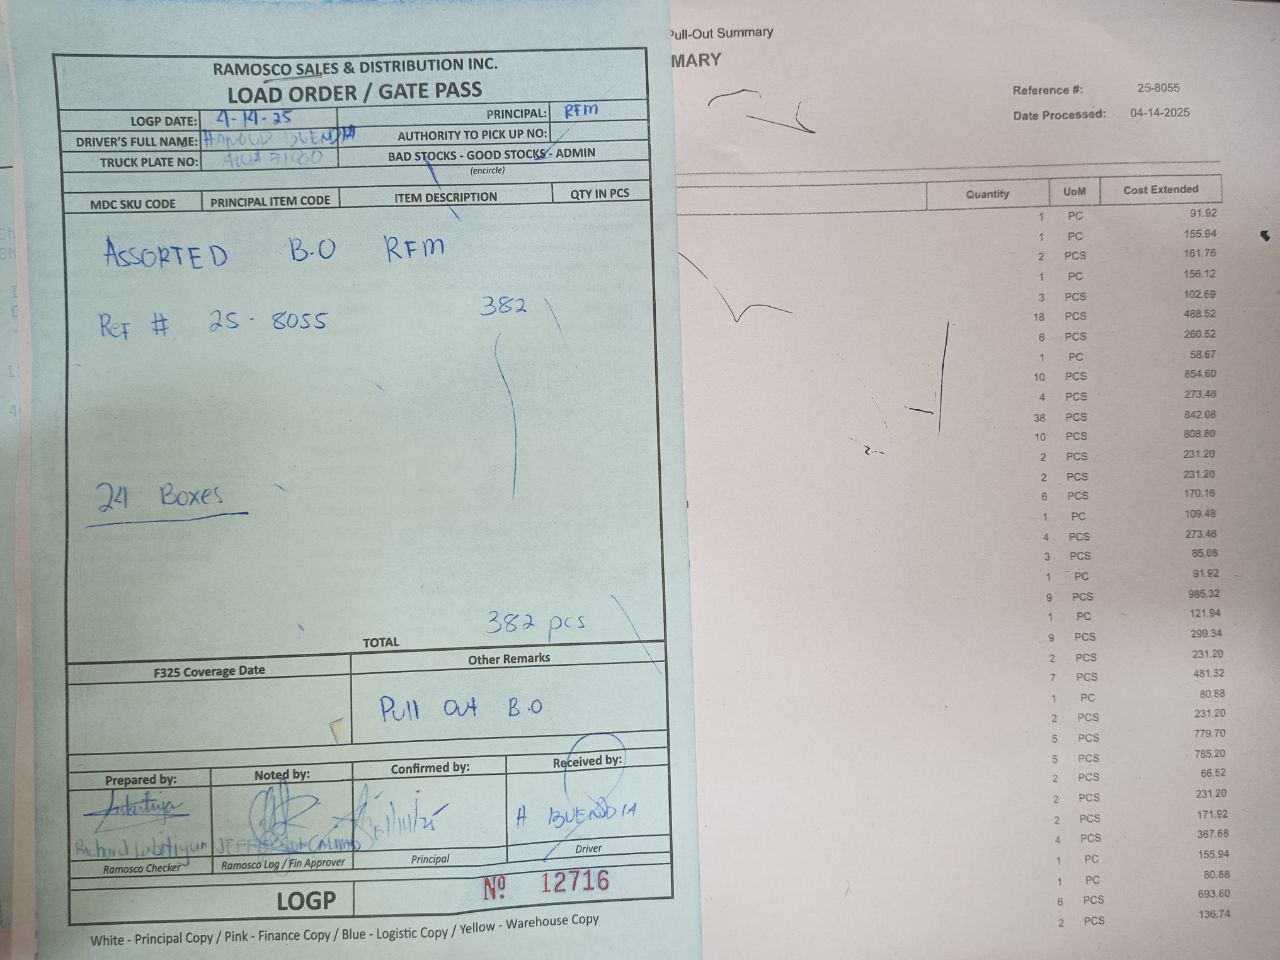 RAMOSCO SALES & DISTRIBUTION INC.
LOAD ORDER / GATE PASS
LOGP DATE: 4-14-25 PRINCIPAL: RFM
DRIVER'S FULL NAME: HAROLD BUENDIA AUTHORITY TO PICK UP NO:
TRUCK PLATE NO: BAD STOCKS - GOOD STOCKS - ADMIN
(encircle)
MDC SKU CODE PRINCIPAL ITEM CODE ITEM DESCRIPTION QTY IN PCS
ASSORTED B.O RFM
382
Ref # 25-8055
24 Boxes
382 pcs
TOTAL
F325 Coverage Date Other Remarks
Pull Out B.O
Prepared by: Noted by: Confirmed by: Received by:
H BUENDIA
Richard
Ramosco Checker Ramosco Log / Fin Approver Principal Driver
LOGP Nº 12716
White - Principal Copy / Pink - Finance Copy / Blue - Logistic Copy / Yellow - Warehouse Copy
Pull-Out Summary
MARY
Reference #: 25-8055
Date Processed: 04-14-2025
Quantity UoM Cost Extended
1 PC 91.92
1 PC 155.94
2 PCS 161.76
1 PC 156.12
3 PCS 102.69
18 PCS 488.52
6 PCS 260.52
1 PC 58.67
10 PCS 854.60
4 PCS 273.48
38 PCS 842.08
10 PCS 808.80
2 PCS 231.20
2 PCS 231.20
6 PCS 170.16
1 PC 109.48
4 PCS 273.48
3 PCS 85.08
1 PC 91.92
9 PCS 985.32
1 PC 121.94
9 PCS 299.34
2 PCS 231.20
7 PCS 481.32
1 PC 80.88
2 PCS 231.20
5 PCS 779.70
5 PCS 785.20
2 PCS 66.52
2 PCS 231.20
2 PCS 171.92
4 PCS 367.68
1 PC 155.94
1 PC 80.88
6 PCS 693.60
2 PCS 136.74